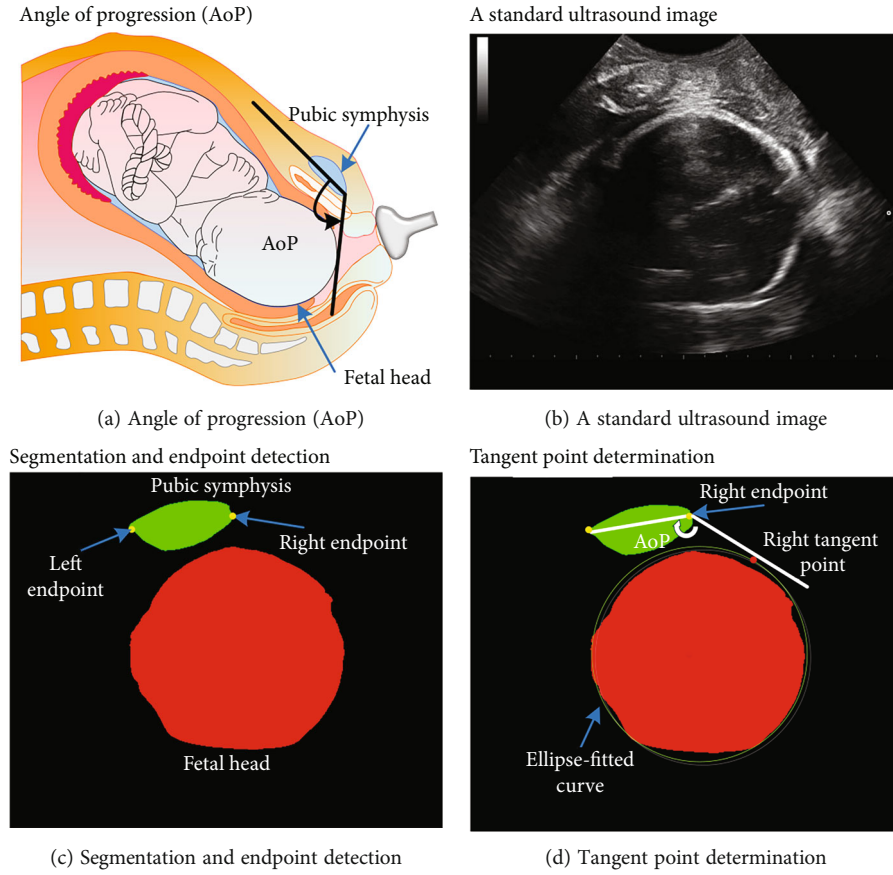 Angle of progression (AoP)
A standard ultrasound image
Pubic symphysis
AoP
Fetal head
(a) Angle of progression (AoP)
(b) A standard ultrasound image
Segmentation and endpoint detection
Tangent point determination
Pubic symphysis
Left
endpoint
Right endpoint
Fetal head
Right endpoint
AoP
Right tangent
point
Ellipse-fitted
curve
(c) Segmentation and endpoint detection
(d) Tangent point determination